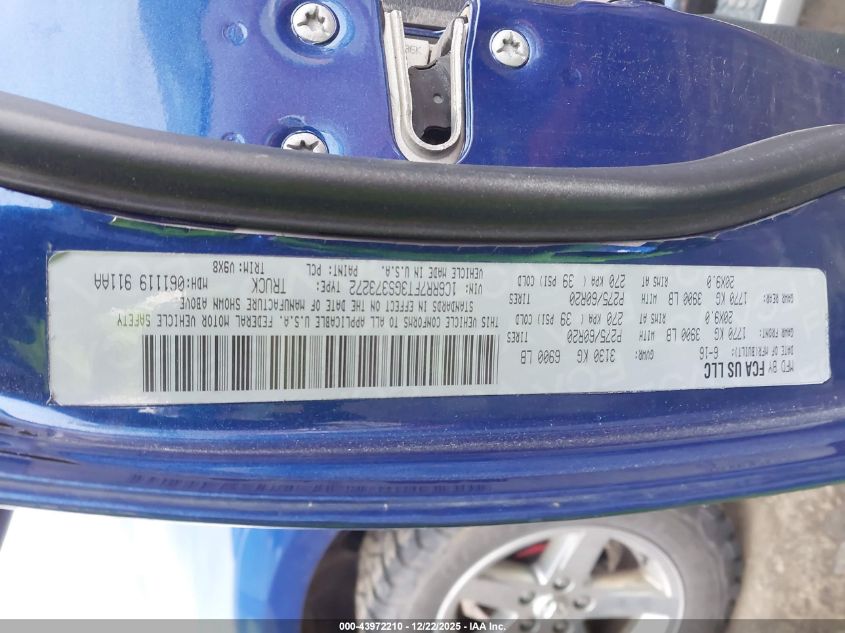 MFD BY FCA US LLC
DATE OF MFR(BUILT): 6-16 GVWR: 3130 KG 6900 LB
GAWR FRONT: 1770 KG 3900 LB WITH P275/60R20 TIRES
20X9.0 RIMS AT 270 KPA ( 39 PSI) COLD
GAWR REAR: 1770 KG 3900 LB WITH P275/60R20 TIRES
20X9.0 RIMS AT 270 KPA ( 39 PSI) COLD
THIS VEHICLE CONFORMS TO ALL APPLICABLE U.S.A. FEDERAL MOTOR VEHICLE SAFETY
STANDARDS IN EFFECT ON THE DATE OF MANUFACTURE SHOWN ABOVE.
VIN: 1C6RR7FT3GS373272 TYPE: TRUCK MDH:061119 911AA
VEHICLE MADE IN U.S.A. PAINT: PCL TRIM: V9X8
000-43972210 - 12/22/2025 - IAA Inc.